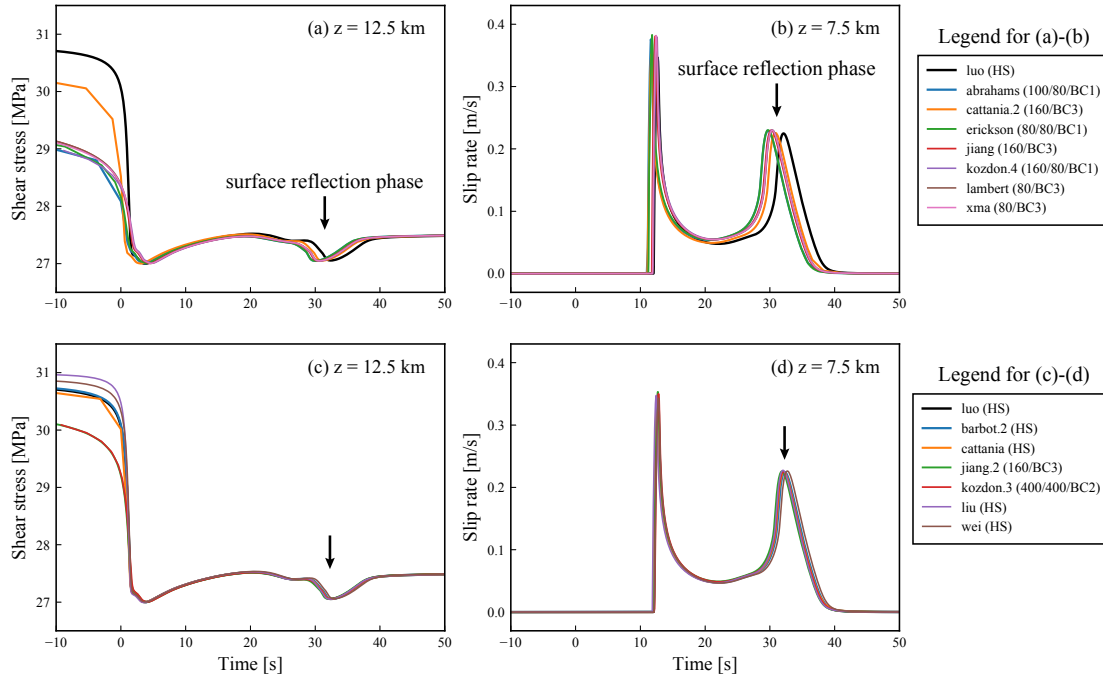 (a) z = 12.5 km
surface reflection phase
Shear stress [MPa]
31
30
29
28
27
−10
0
10
20
30
40
50
(b) z = 7.5 km
surface reflection phase
Slip rate [m/s]
0.4
0.3
0.2
0.1
0.0
−10
0
10
20
30
40
50
Legend for (a)-(b)
luo (HS)
abrahams (100/80/BC1)
cattania.2 (160/BC3)
erickson (80/80/BC1)
jiang (160/BC3)
kozdon.4 (160/80/BC1)
lambert (80/BC3)
xma (80/BC3)
(c) z = 12.5 km
Shear stress [MPa]
31
30
29
28
27
−10
0
10
20
30
40
50
Time [s]
(d) z = 7.5 km
Slip rate [m/s]
0.4
0.3
0.2
0.1
0.0
−10
0
10
20
30
40
50
Time [s]
Legend for (c)-(d)
luo (HS)
barbot.2 (HS)
cattania (HS)
jiang.2 (160/BC3)
kozdon.3 (400/400/BC2)
liu (HS)
wei (HS)